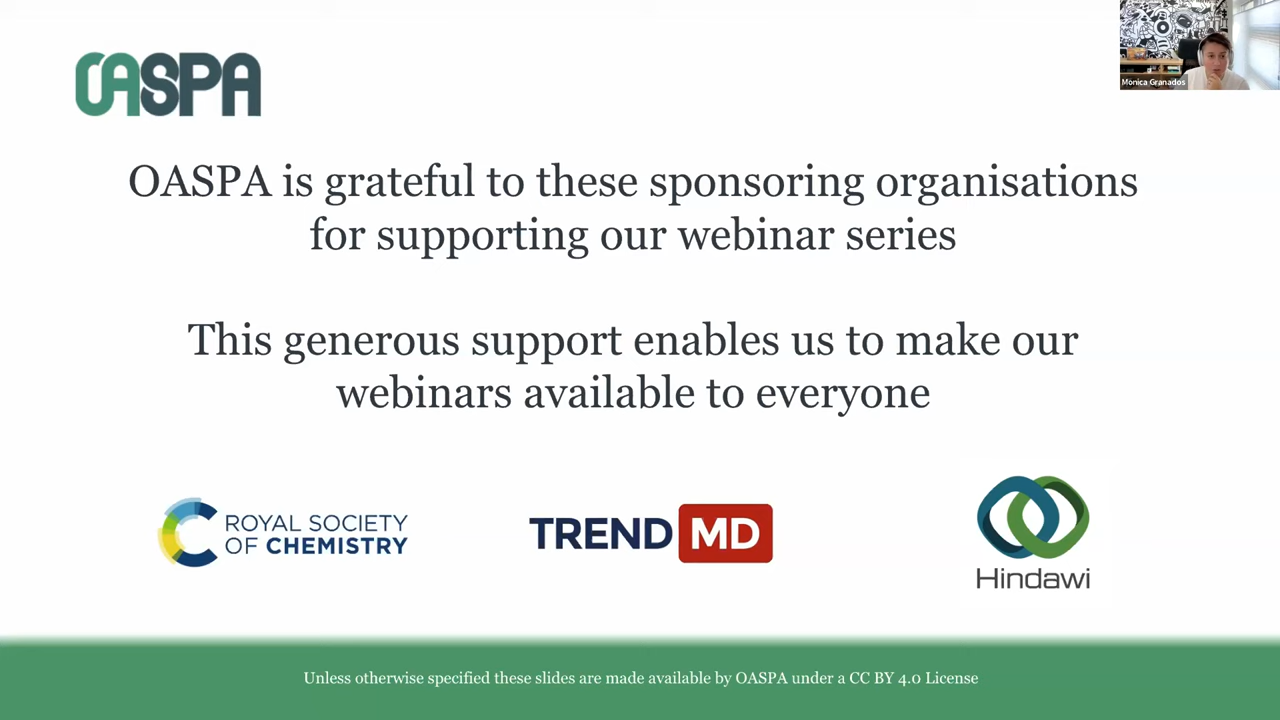 OASPA
Monica Granados
OASPA is grateful to these sponsoring organisations
for supporting our webinar series
This generous support enables us to make our
webinars available to everyone
ROYAL SOCIETY
OF CHEMISTRY
TREND MD
Hindawi
Unless otherwise specified these slides are made available by OASPA under a CC BY 4.0 License